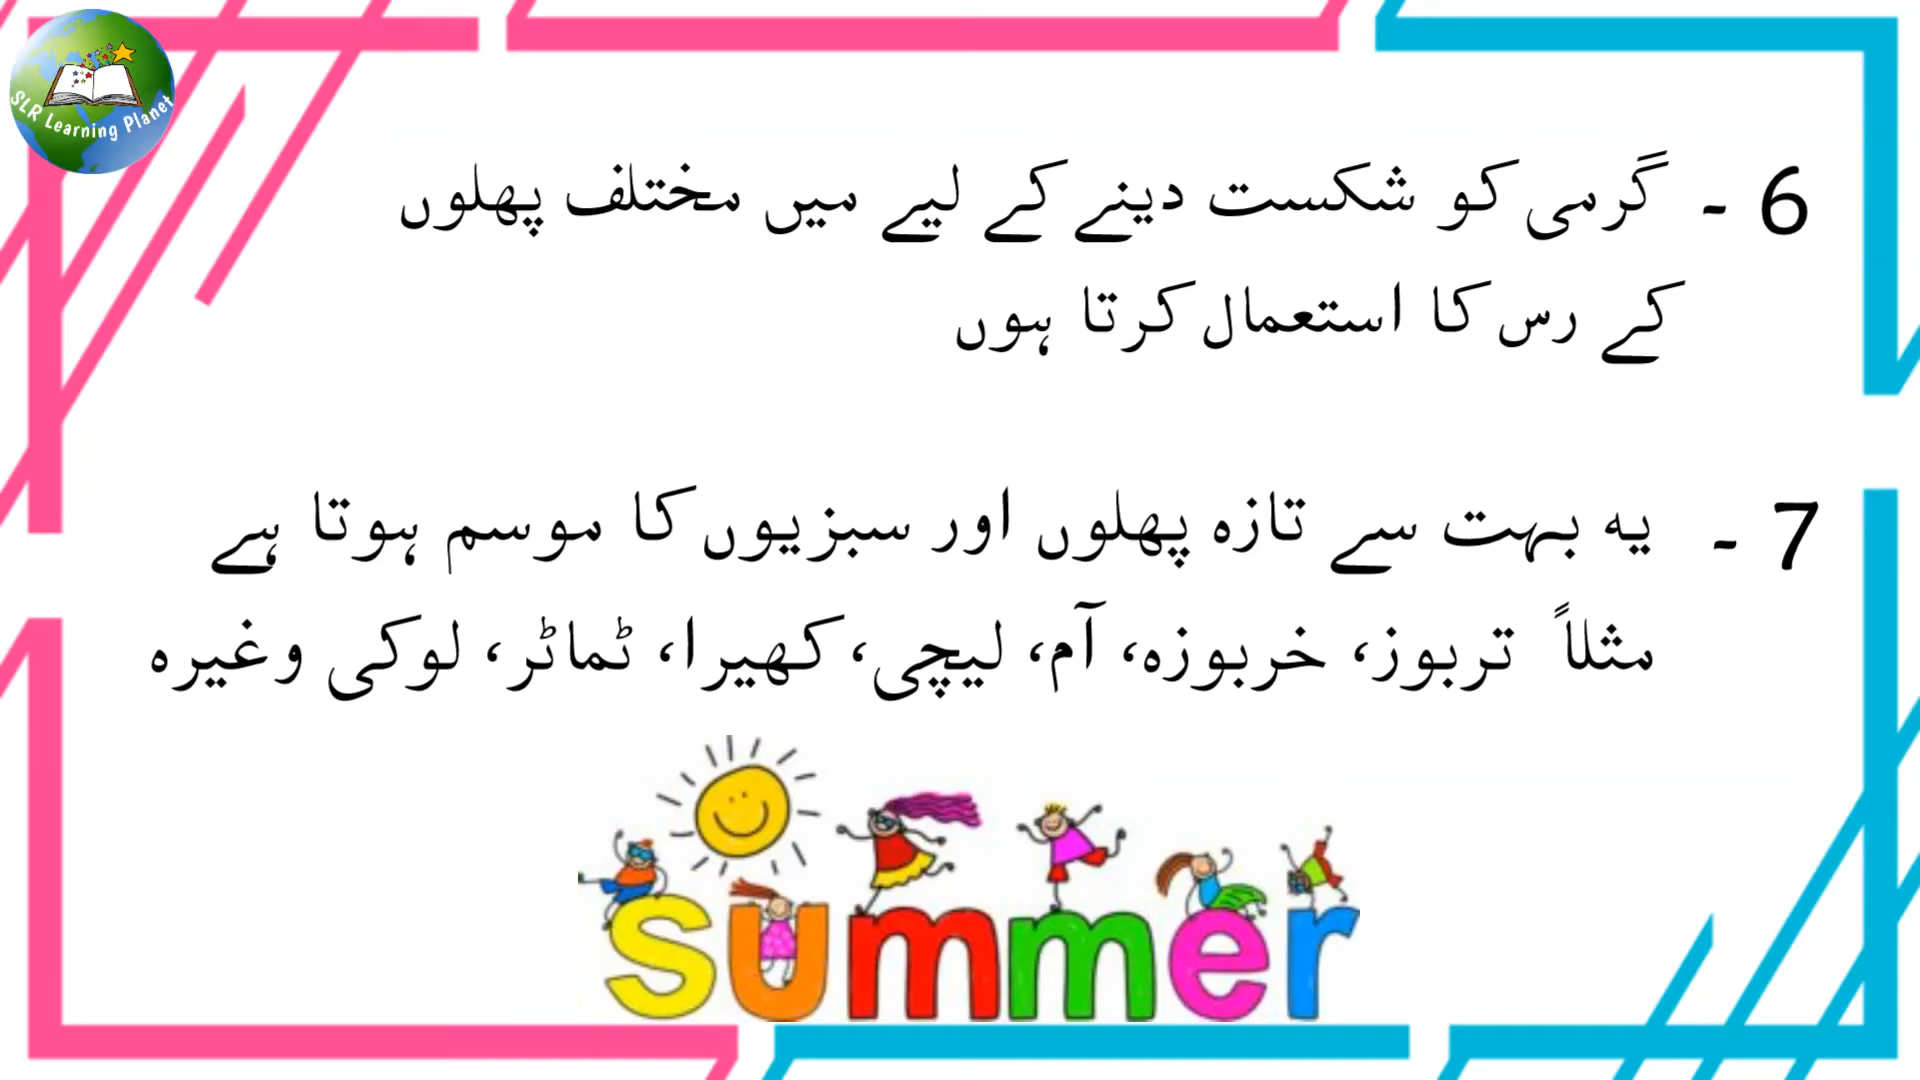 SLR Learning Planet
6 ۔ گرمی کو شکست دینے کے لیے میں مختلف پھلوں
کے رس کا استعمال کرتا ہوں
7 ۔ یہ بہت سے تازہ پھلوں اور سبزیوں کا موسم ہوتا ہے
مثلاً تربوز، خربوزہ، آم، لیچی، کھیرا، ٹماٹر، لوکی وغیرہ
summer